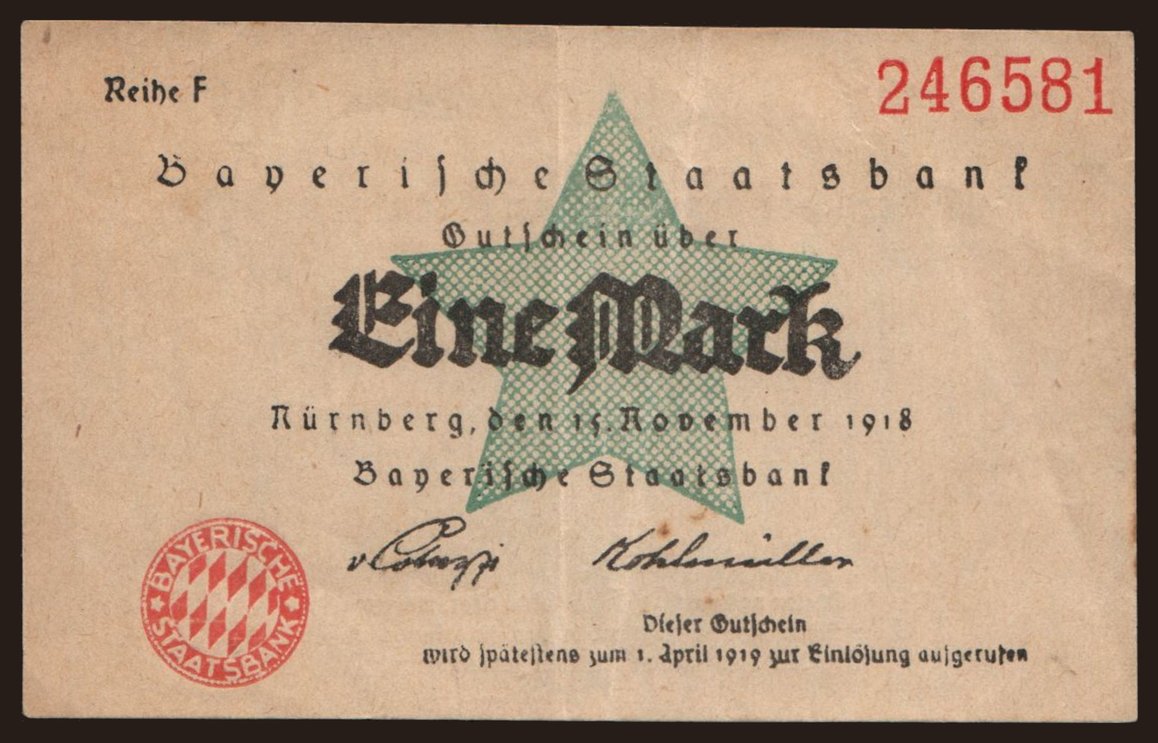 Reihe F
246581
Bayerische Staatsbank
Gutschein über
Eine Mark
Nürnberg, den 15. November 1918
Bayerische Staatsbank
Kohlmüller
BAYERISCHE STAATSBANK
Dieser Gutschein
wird spätestens zum 1. April 1919 zur Einlösung aufgerufen